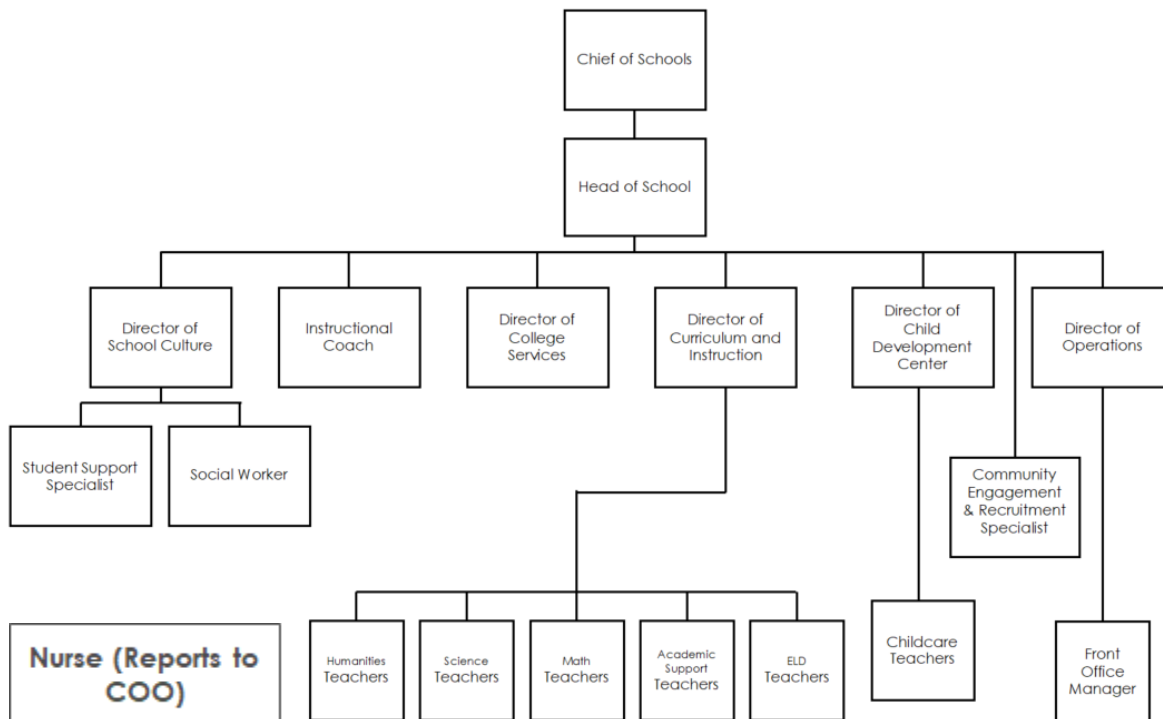 Chief of Schools
Head of School
Director of
School Culture
Instructional
Coach
Director of
College
Services
Director of
Curriculum and
Instruction
Director of
Child
Development
Center
Director of
Operations
Student Support
Specialist
Social Worker
Community
Engagement
& Recruitment
Specialist
Nurse (Reports to
COO)
Humanities
Teachers
Science
Teachers
Math
Teachers
Academic
Support
Teachers
ELD
Teachers
Childcare
Teachers
Front
Office
Manager